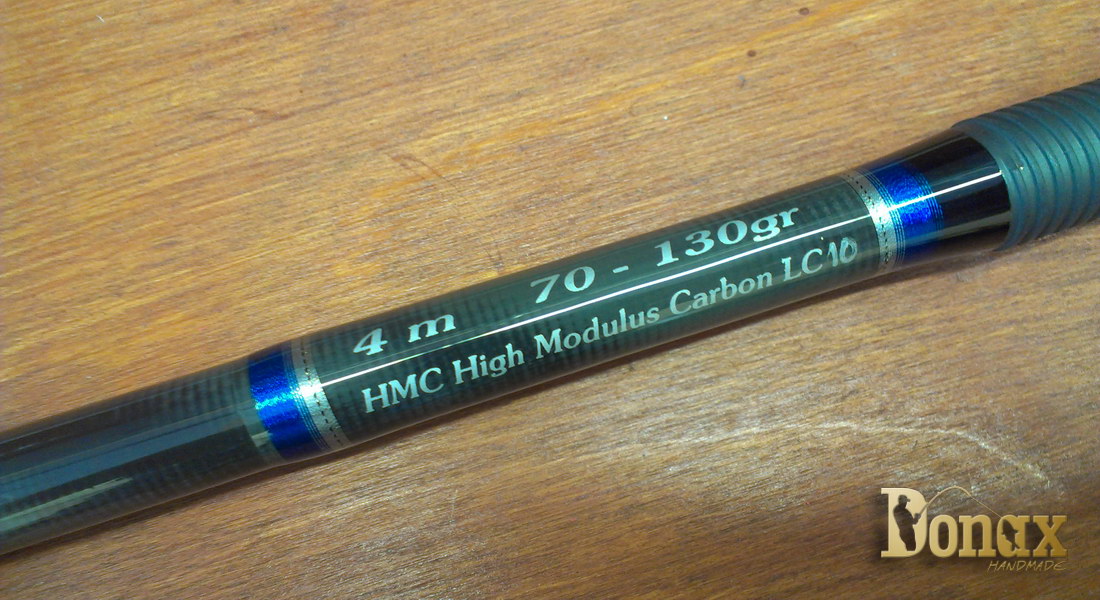 4 m 70 - 130gr
HMC High Modulus Carbon LC10
Donax
HANDMADE